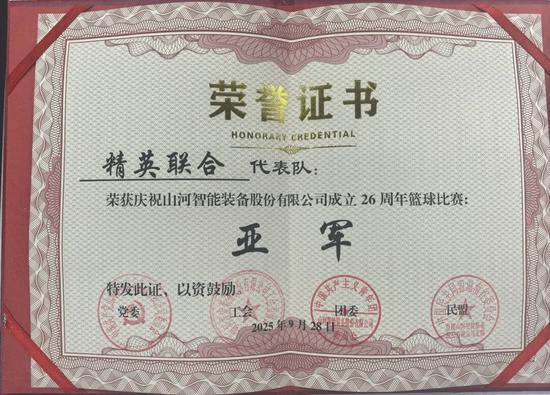 荣誉证书
HONORARY CREDENTIAL
精英联合 代表队:
荣获庆祝山河智能装备股份有限公司成立 26 周年篮球比赛:
亚 军
特发此证、以资鼓励。
党委 工会 团委 民盟
2025年9月28日